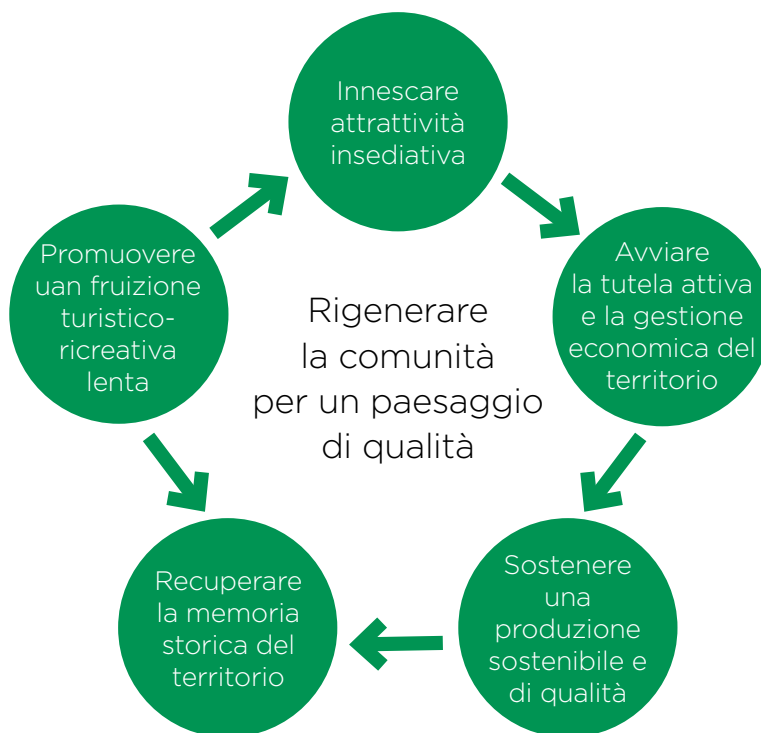 Innescare
attrattività
insediativa
Promuovere
uan fruizione
turistico-
ricreativa
lenta
Rigenerare
la comunità
per un paesaggio
di qualità
Avviare
la tutela attiva
e la gestione
economica del
territorio
Recuperare
la memoria
storica del
territorio
Sostenere
una
produzione
sostenibile e
di qualità